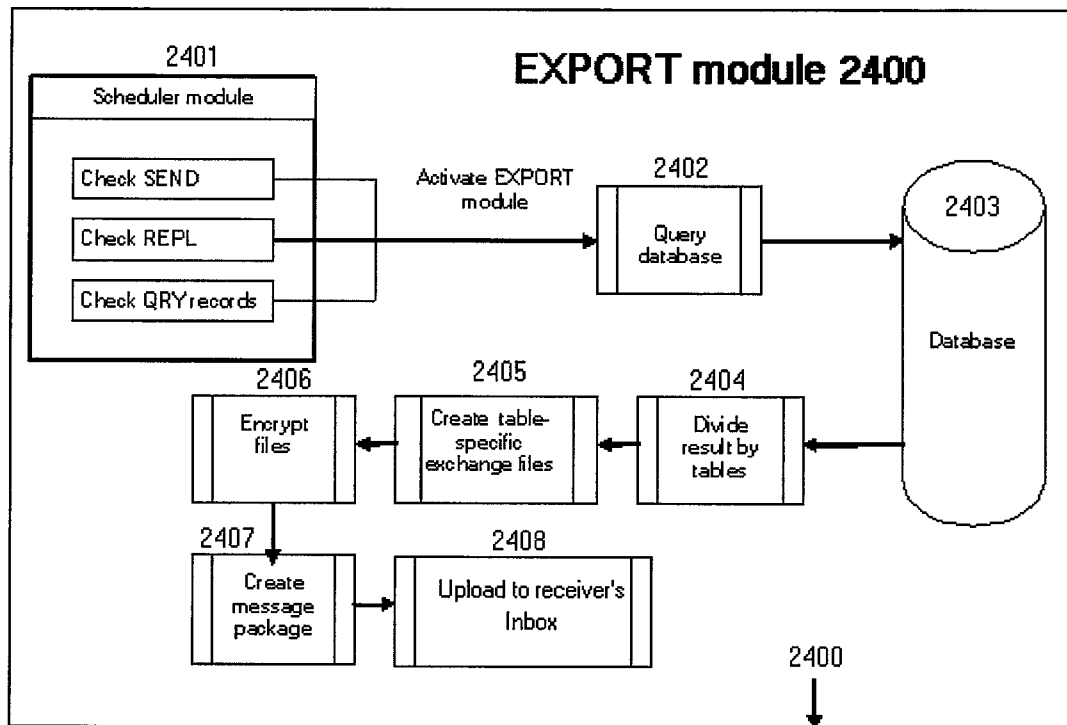 2401
EXPORT module 2400
Scheduler module
Check SEND
Check REPL
Check QRY records
Activate EXPORT
module
2402
Query
database
2403
Database
2406
Encrypt
files
2405
Create table-
specific
exchange files
2404
Divide
result by
tables
2407
Create
message
package
2408
Upload to receiver's
Inbox
2400